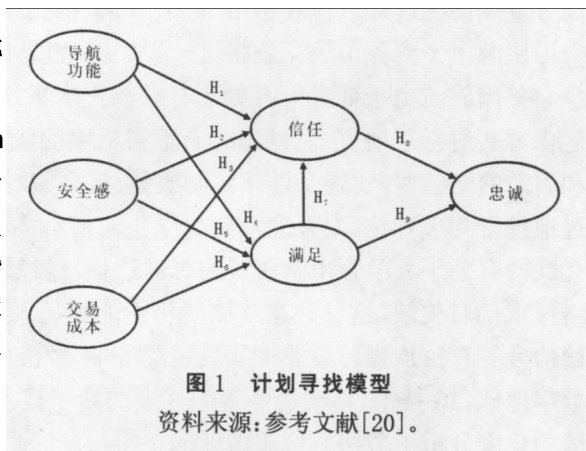 导航
功能
H₁
信任
H₂
H₈
H₃
安全感
忠诚
H₇
H₄
H₅
H₉
满足
H₆
交易
成本
图 1 计划寻找模型
资料来源:参考文献[20]。